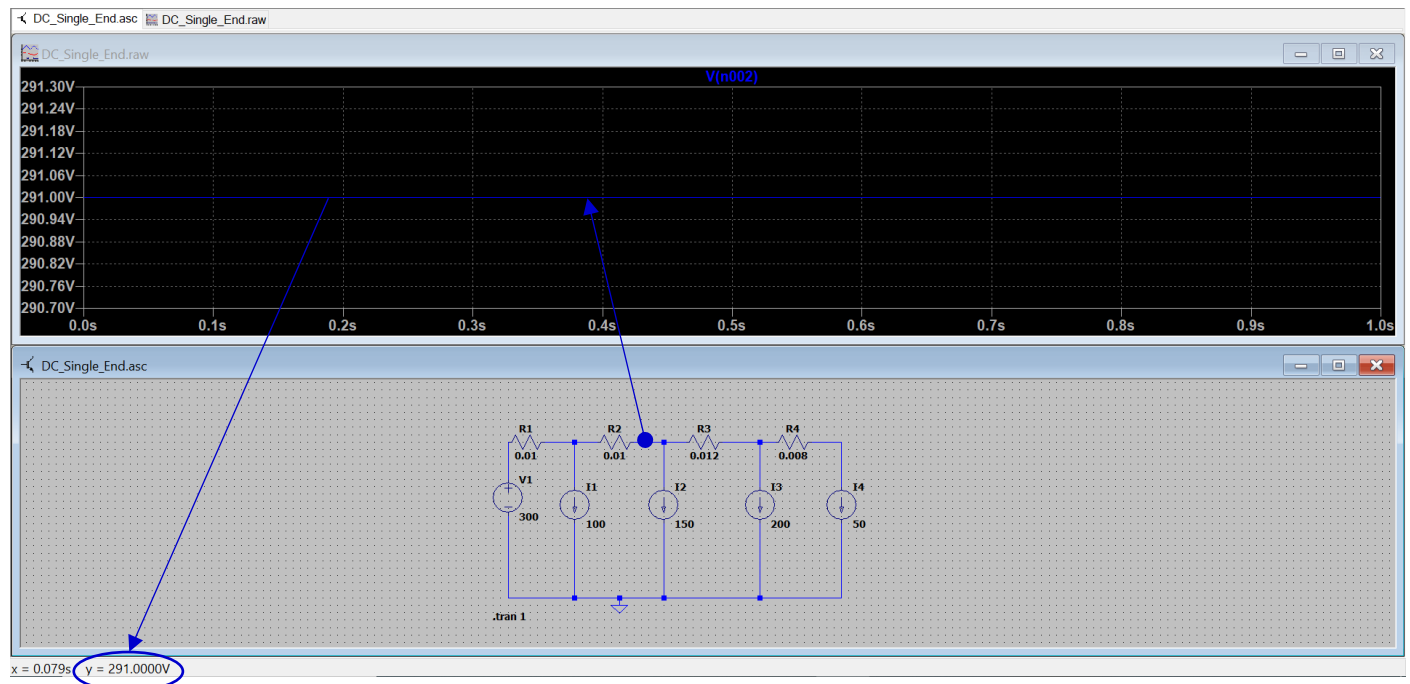 DC_Single_End.asc DC_Single_End.raw
DC_Single_End.raw
V(n002)
291.30V
291.24V
291.18V
291.12V
291.06V
291.00V
290.94V
290.88V
290.82V
290.76V
290.70V
0.0s 0.1s 0.2s 0.3s 0.4s 0.5s 0.6s 0.7s 0.8s 0.9s 1.0s
DC_Single_End.asc
R1 R2 R3 R4
0.01 0.01 0.012 0.008
V1 I1 I2 I3 I4
300 100 150 200 50
.tran 1
x = 0.079s y = 291.0000V